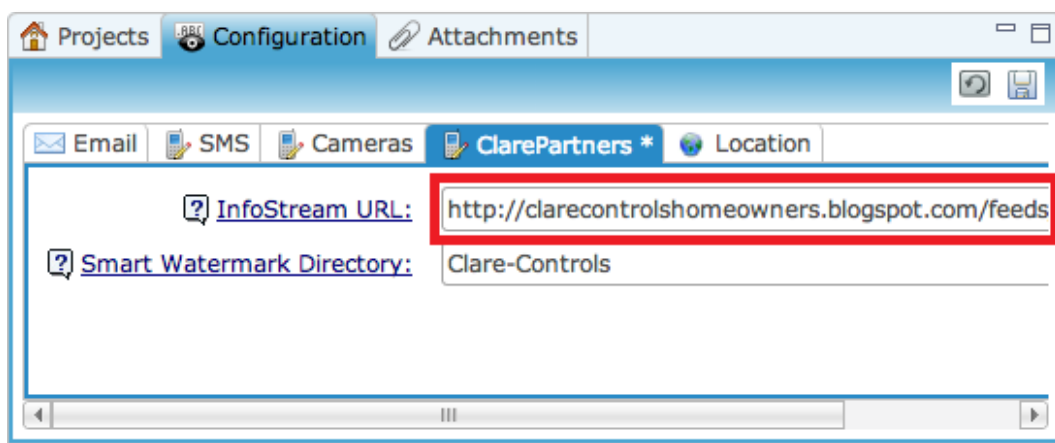 Projects Configuration Attachments
Email SMS Cameras ClarePartners * Location
InfoStream URL: http://clarecontrolshomeowners.blogspot.com/feeds
Smart Watermark Directory: Clare-Controls